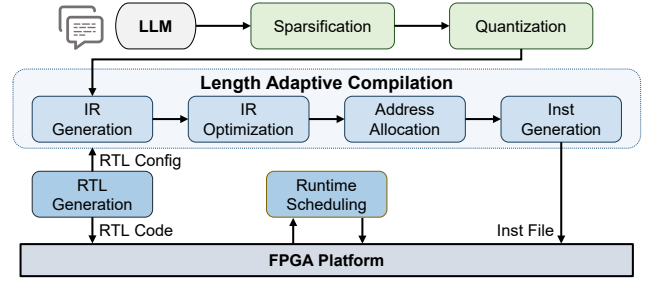 LLM
Sparsification
Quantization
Length Adaptive Compilation
IR
Generation
IR
Optimization
Address
Allocation
Inst
Generation
RTL Config
RTL
Generation
Runtime
Scheduling
RTL Code
Inst File
FPGA Platform